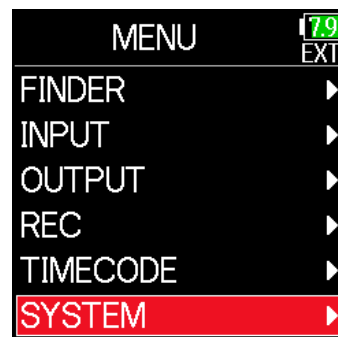 MENU 7.9
EXT
FINDER
INPUT
OUTPUT
REC
TIMECODE
SYSTEM